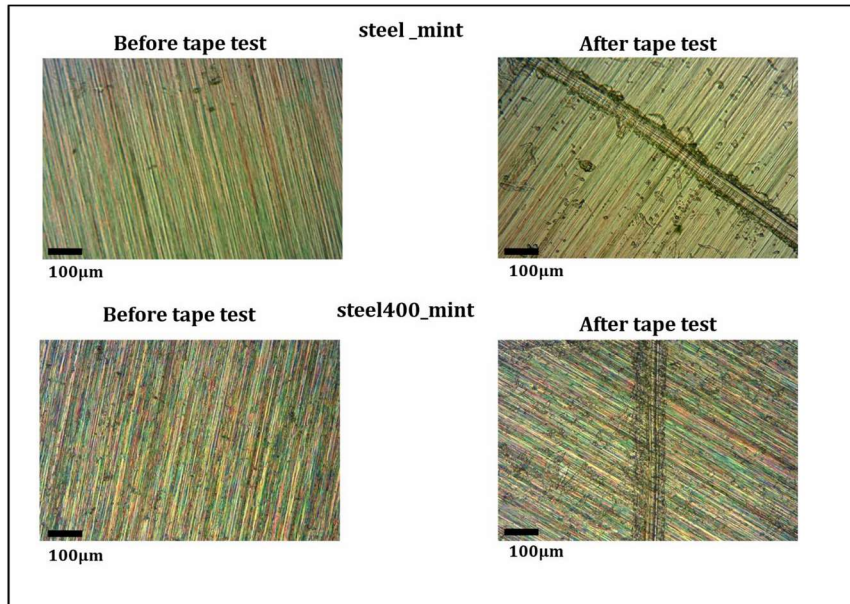 steel _mint
Before tape test
After tape test
100µm
100µm
steel400_mint
Before tape test
After tape test
100µm
100µm